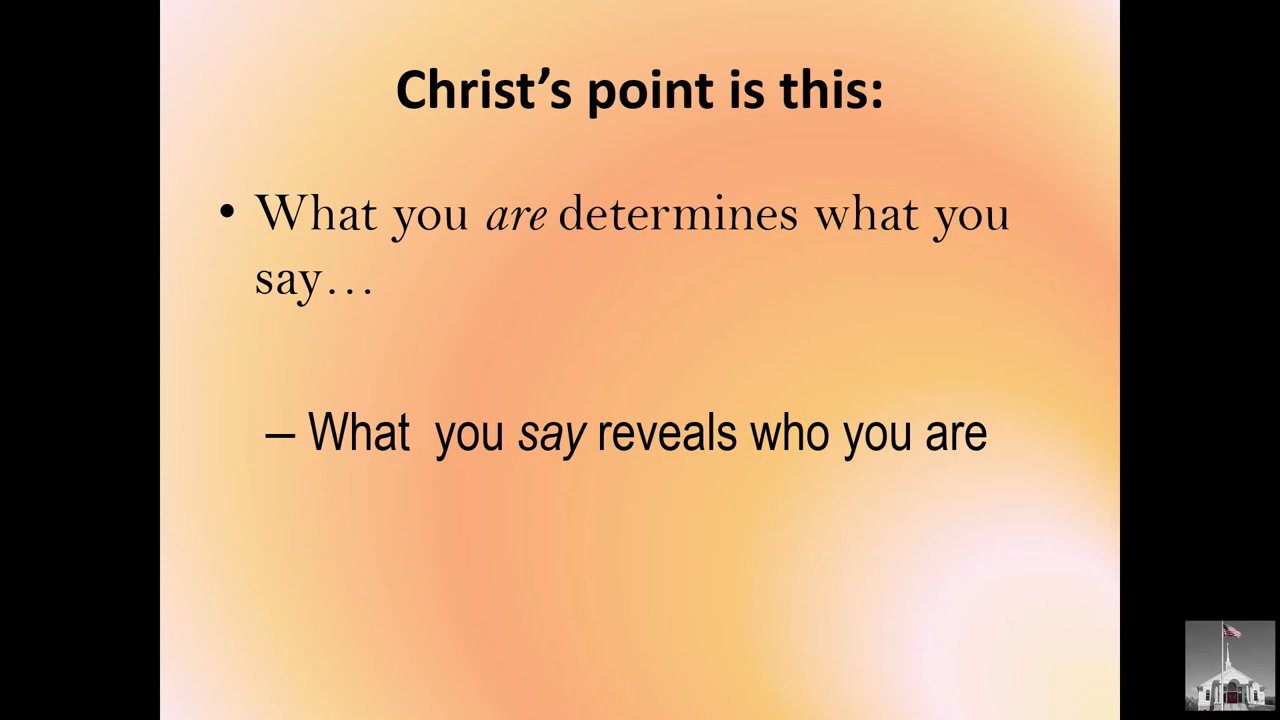 Christ’s point is this:
• What you are determines what you
say…
– What  you say reveals who you are